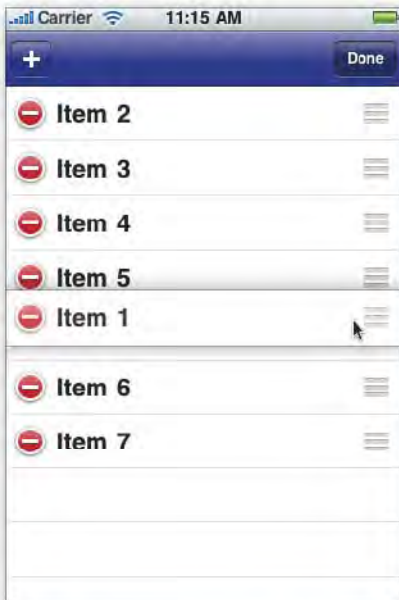 Carrier 11:15 AM
+ Done
Item 2
Item 3
Item 4
Item 5
Item 1
Item 6
Item 7